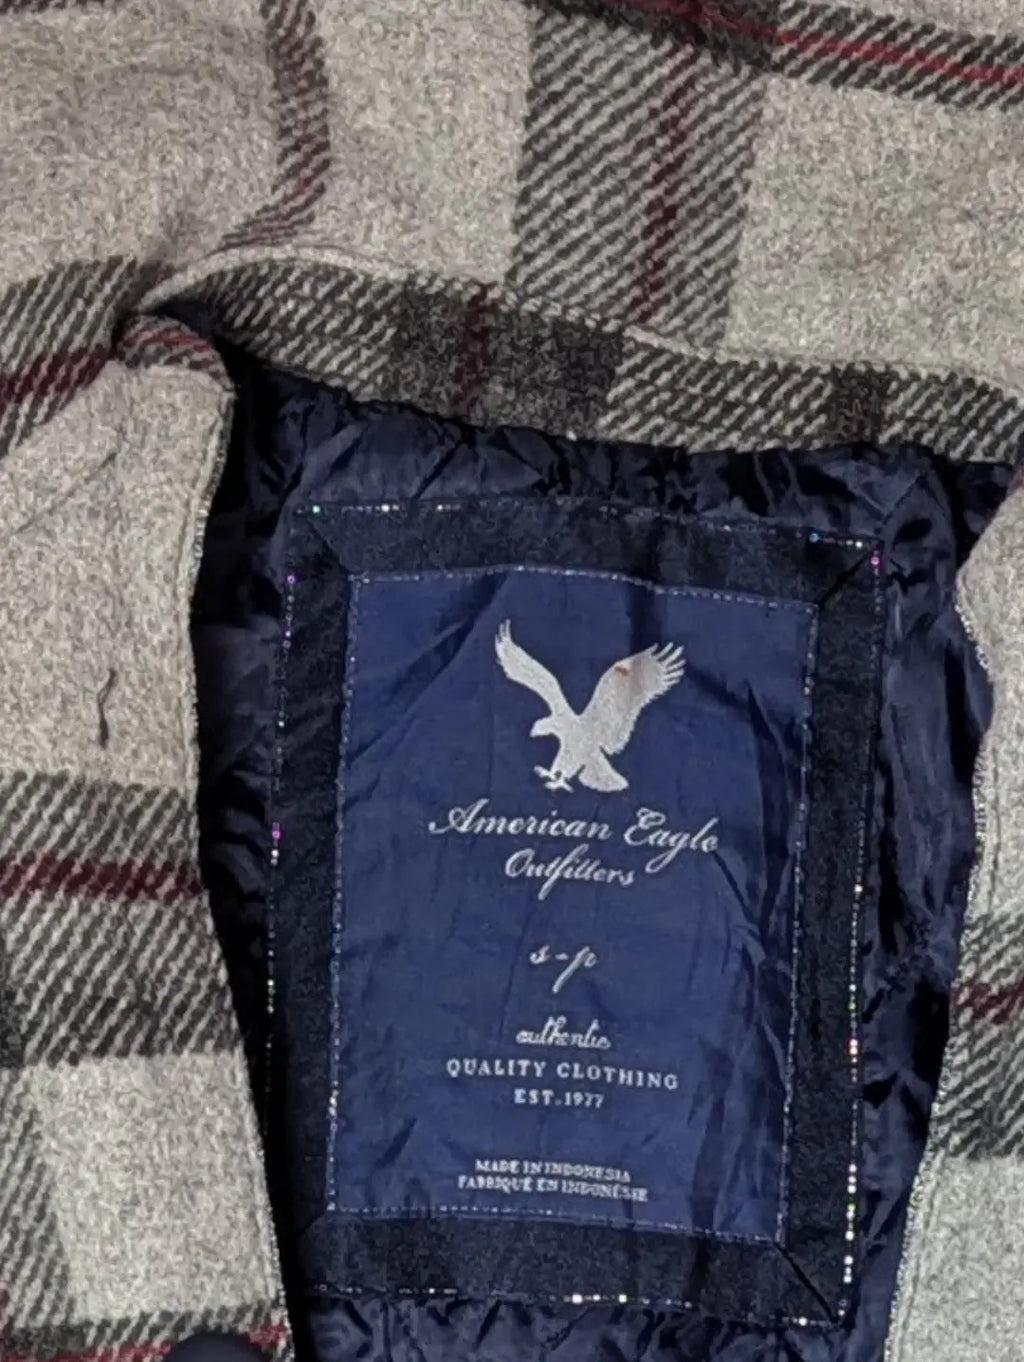 American Eagle
Outfitters
s-p
authentic
QUALITY CLOTHING
EST. 1977
MADE IN INDONESIA
FABRIQUÉ EN INDONÉSIE